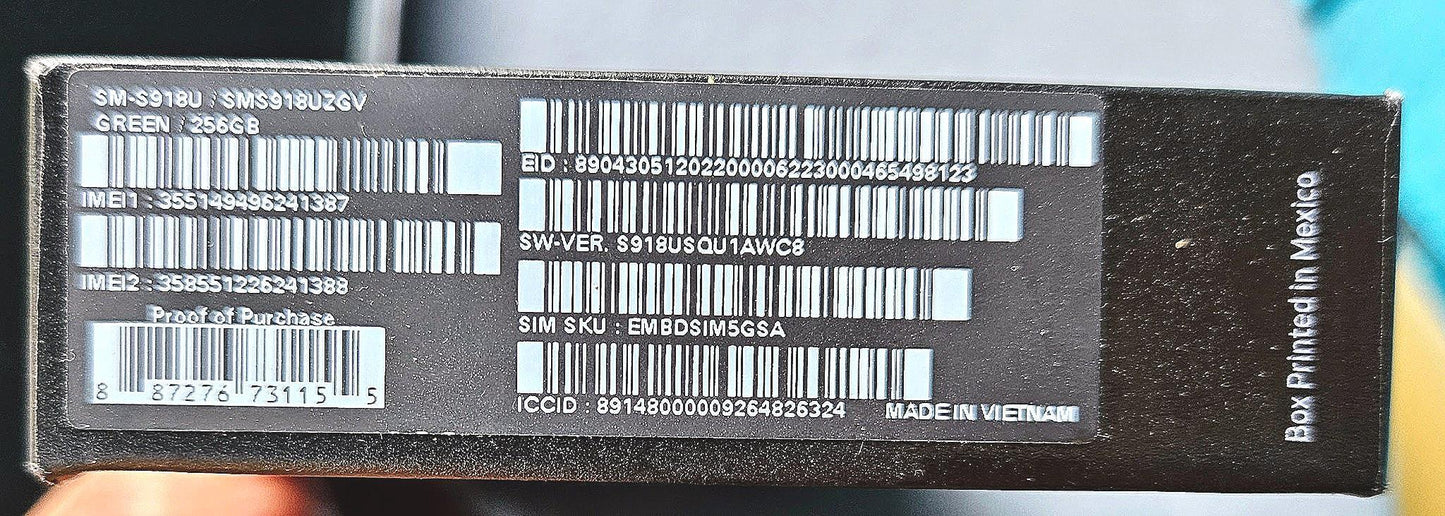 SM-S918U / SMS918UZGV
GREEN / 256GB
IMEI1 : 355149496241387
IMEI2 : 358551226241388
Proof of Purchase
8 87276 73115 5
EID : 89043051202200006223000465498123
SW-VER. S918USQU1AWC8
SIM SKU : EMBDSIM5GSA
ICCID : 89148000009264826324
MADE IN VIETNAM
Box Printed in Mexico